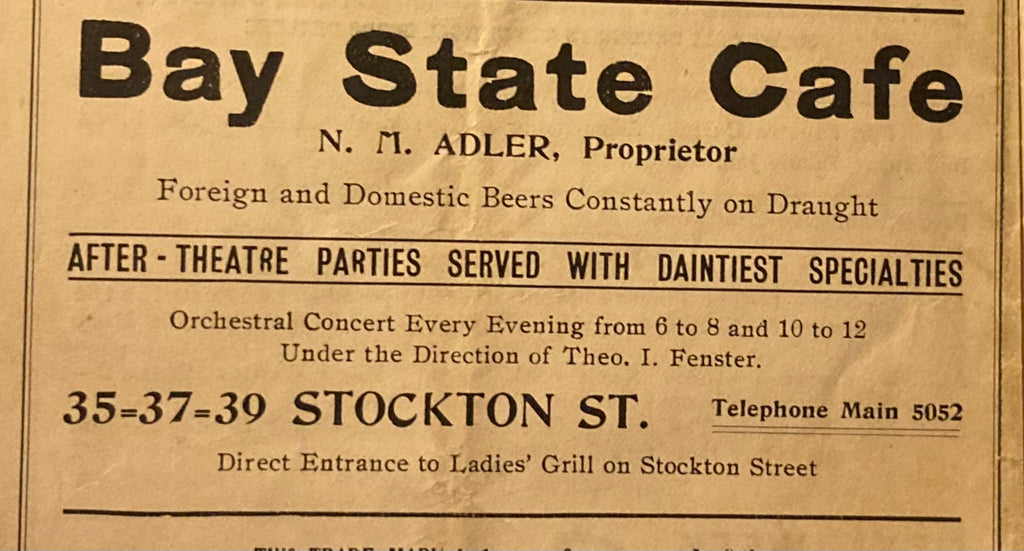 Bay State Cafe
N. M. ADLER, Proprietor
Foreign and Domestic Beers Constantly on Draught
AFTER - THEATRE PARTIES SERVED WITH DAINTIEST SPECIALTIES
Orchestral Concert Every Evening from 6 to 8 and 10 to 12
Under the Direction of Theo. I. Fenster.
35=37=39 STOCKTON ST. Telephone Main 5052
Direct Entrance to Ladies' Grill on Stockton Street